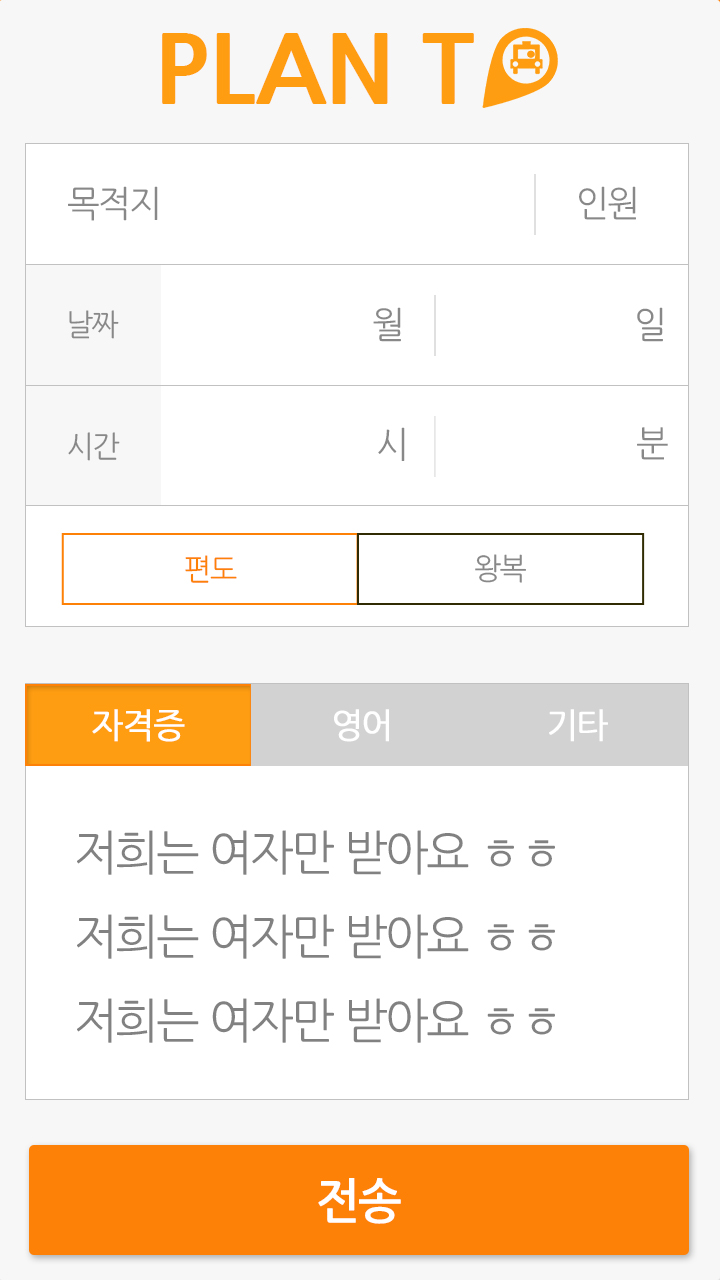 PLAN T
목적지 인원
날짜 월 일
시간 시 분
편도 왕복
자격증 영어 기타
저희는 여자만 받아요 ㅎㅎ
저희는 여자만 받아요 ㅎㅎ
저희는 여자만 받아요 ㅎㅎ
전송